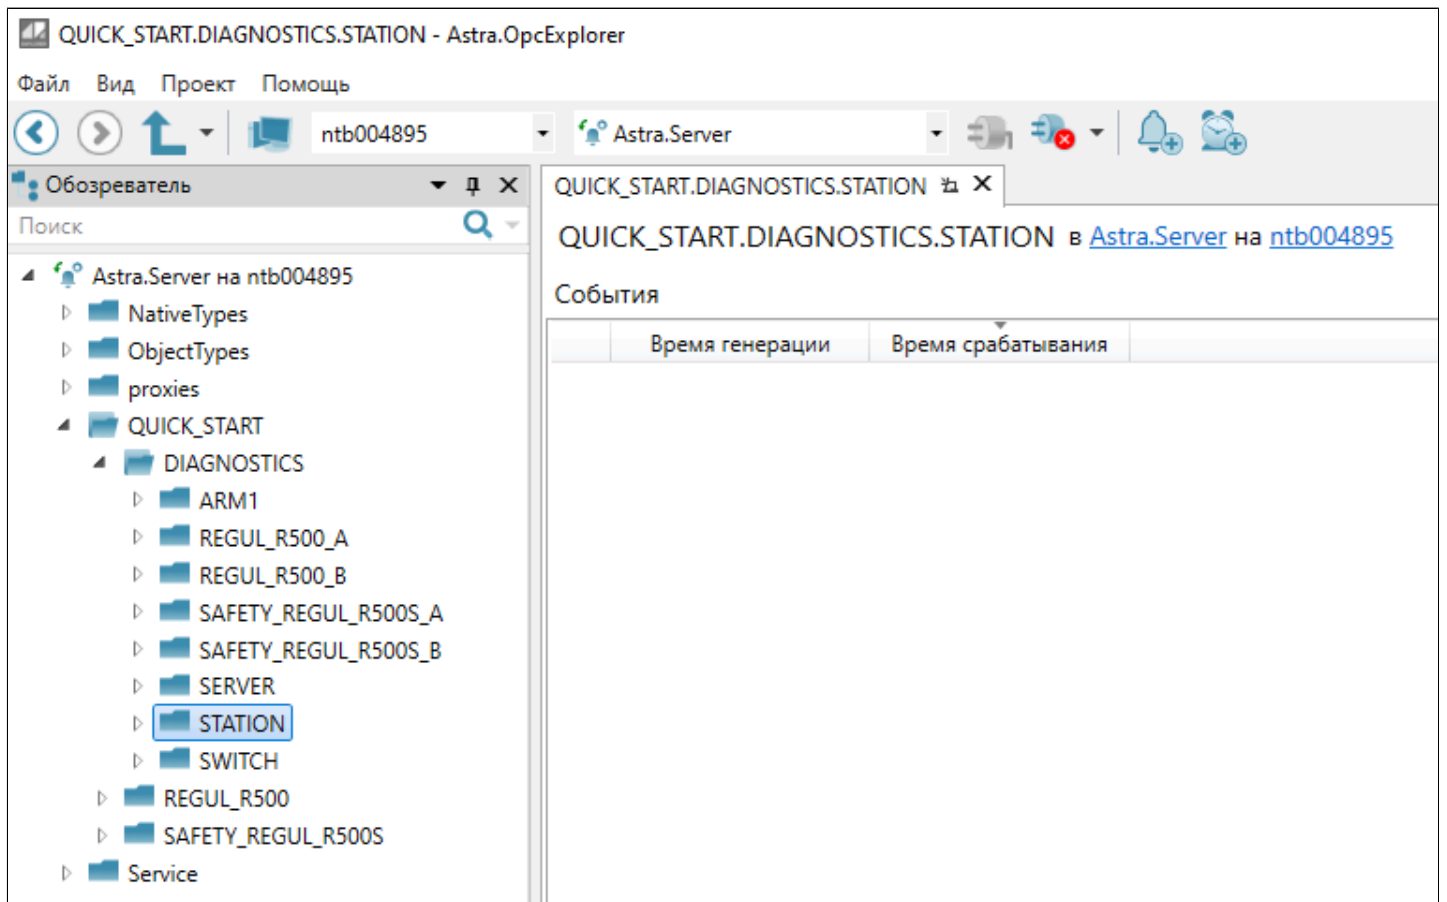 QUICK_START.DIAGNOSTICS.STATION - Astra.OpcExplorer
Файл Вид Проект Помощь
ntb004895 Astra.Server
Обозреватель
Поиск
Astra.Server на ntb004895
NativeTypes
ObjectTypes
proxies
QUICK_START
DIAGNOSTICS
ARM1
REGUL_R500_A
REGUL_R500_B
SAFETY_REGUL_R500S_A
SAFETY_REGUL_R500S_B
SERVER
STATION
SWITCH
REGUL_R500
SAFETY_REGUL_R500S
Service
QUICK_START.DIAGNOSTICS.STATION
QUICK_START.DIAGNOSTICS.STATION в Astra.Server на ntb004895
События
Время генерации Время срабатывания